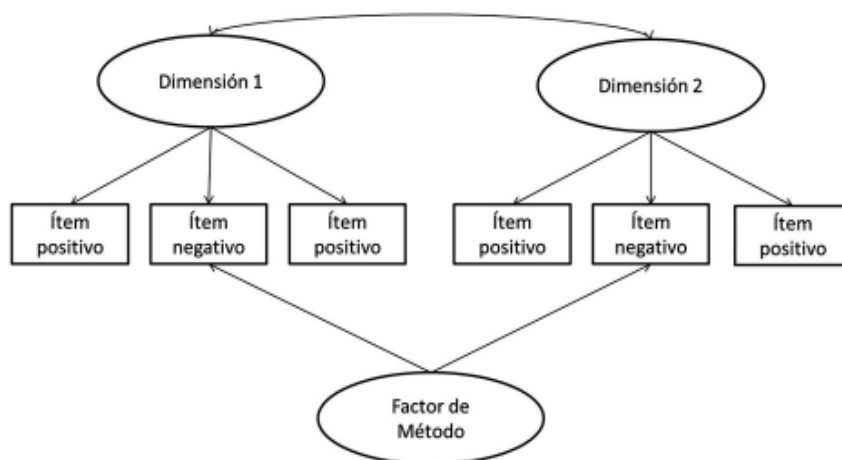 Dimensión 1
Dimensión 2
Ítem
positivo
Ítem
negativo
Ítem
positivo
Ítem
positivo
Ítem
negativo
Ítem
positivo
Factor de
Método